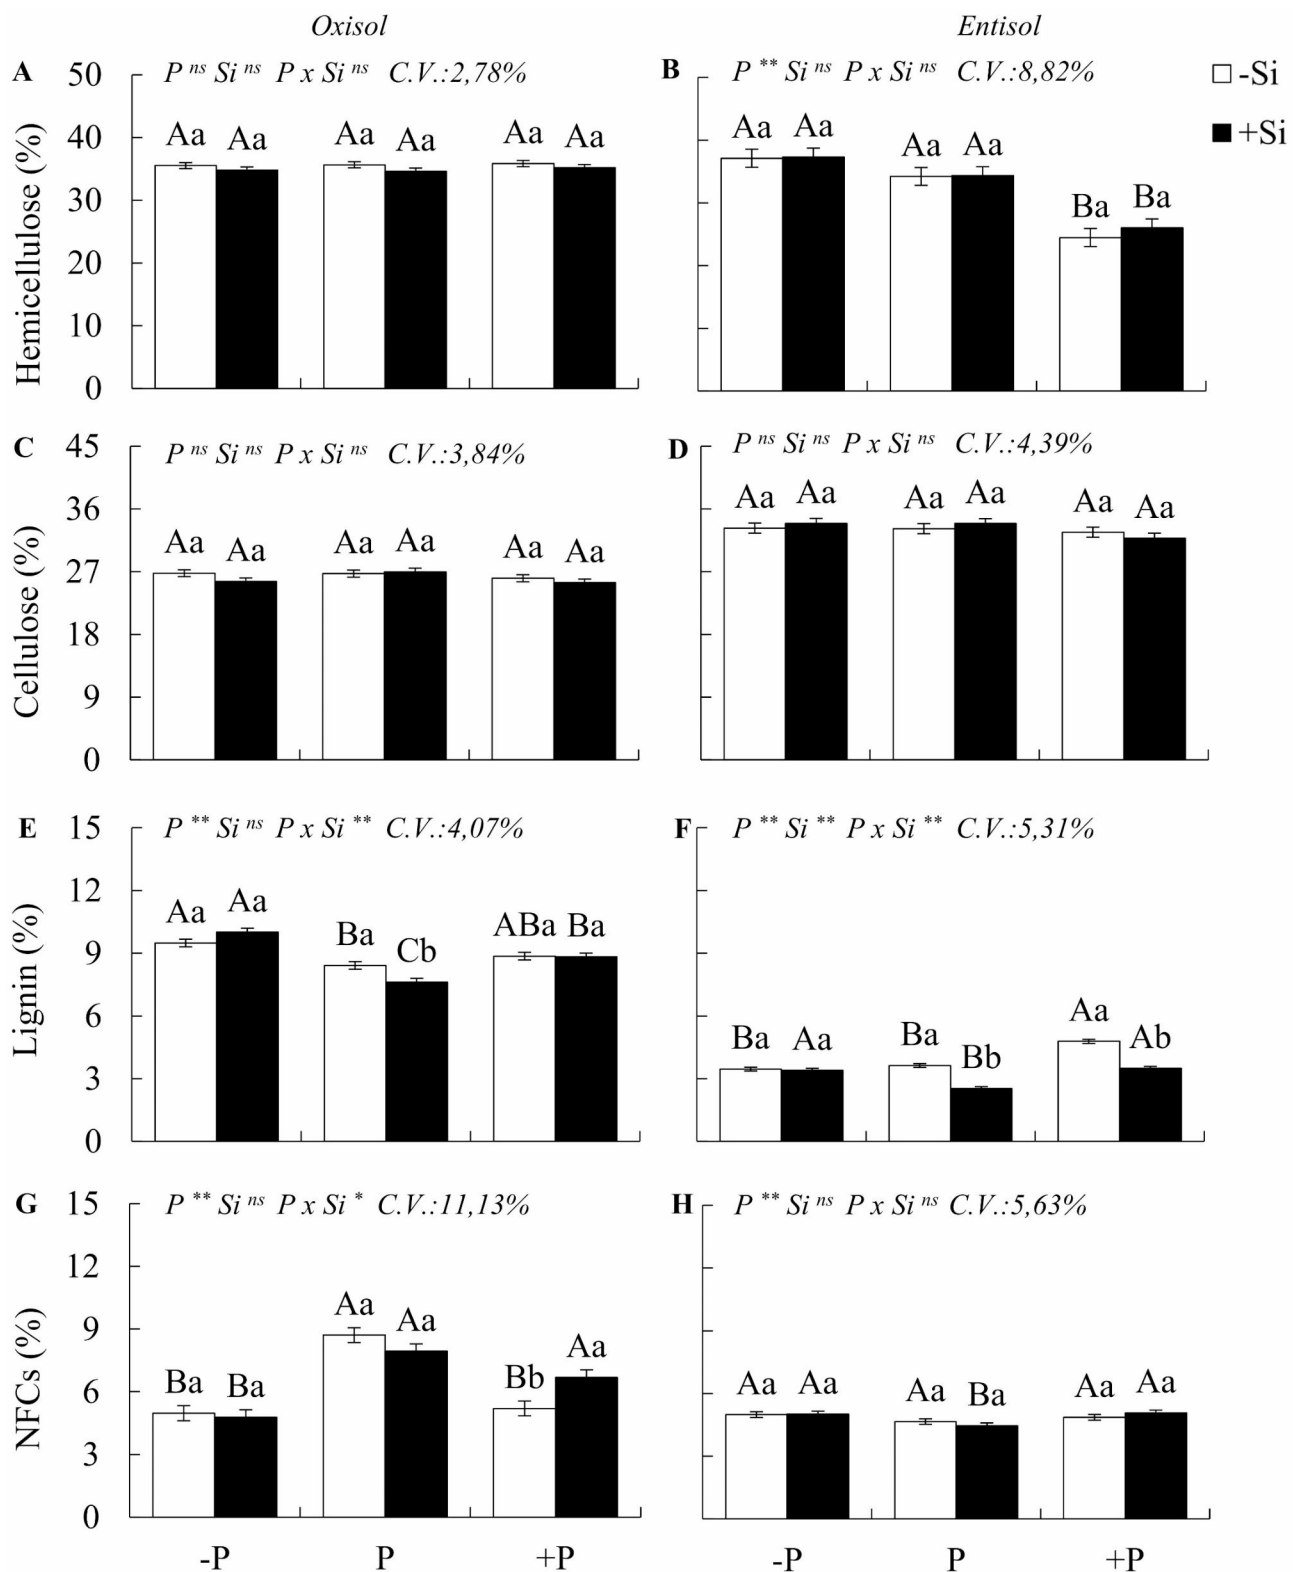 Oxisol
Entisol
A
P ns Si ns P x Si ns C.V.:2,78%
B
P ** Si ns P x Si ns C.V.:8,82%
-Si
+Si
Hemicellulose (%)
50
40
30
20
10
0
Aa Aa Aa Aa Aa Aa
Aa Aa Aa Aa Ba Ba
C
P ns Si ns P x Si ns C.V.:3,84%
D
P ns Si ns P x Si ns C.V.:4,39%
Cellulose (%)
45
36
27
18
9
0
Aa Aa Aa Aa Aa Aa
Aa Aa Aa Aa Aa Aa
E
P ** Si ns P x Si ** C.V.:4,07%
F
P ** Si ** P x Si ** C.V.:5,31%
Lignin (%)
15
12
9
6
3
0
Aa Aa Ba Cb ABa Ba
Ba Aa Ba Bb Aa Ab
G
P ** Si ns P x Si * C.V.:11,13%
H
P ** Si ns P x Si ns C.V.:5,63%
NFCs (%)
15
12
9
6
3
0
Ba Ba Aa Aa Bb Aa
Aa Aa Aa Ba Aa Aa
-P P +P
-P P +P